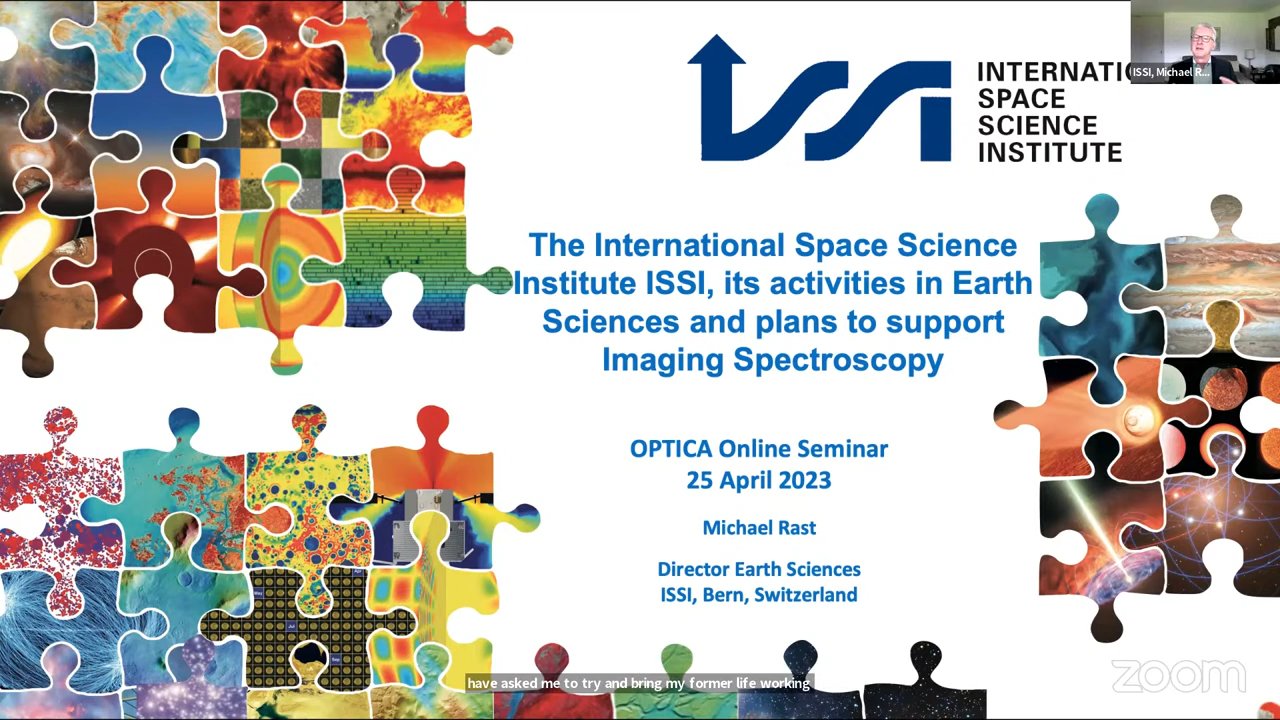 ISSI
INTERNATI
SPACE
SCIENCE
INSTITUTE
ISSI, Michael R...
The International Space Science
Institute ISSI, its activities in Earth
Sciences and plans to support
Imaging Spectroscopy
OPTICA Online Seminar
25 April 2023
Michael Rast
Director Earth Sciences
ISSI, Bern, Switzerland
have asked me to try and bring my former life working
zoom